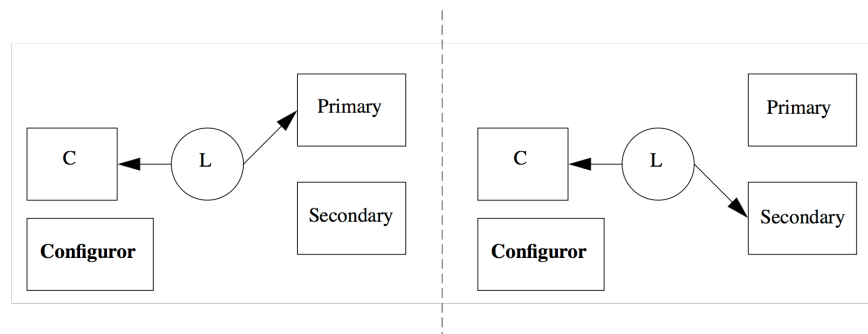 Primary
C
L
Secondary
Configuror
Primary
C
L
Secondary
Configuror